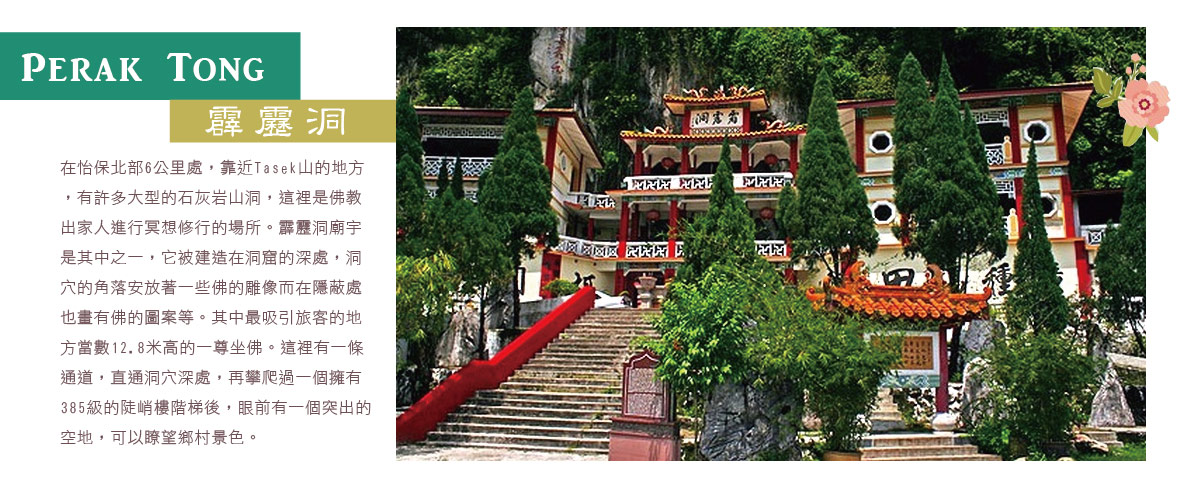 PERAK TONG
霹靂洞
在怡保北部6公里處，靠近Tasek山的地方
，有許多大型的石灰岩山洞，這裡是佛教
出家人進行冥想修行的場所。霹靂洞廟宇
是其中之一，它被建造在洞窟的深處，洞
穴的角落安放著一些佛的雕像而在隱蔽處
也畫有佛的圖案等。其中最吸引旅客的地
方當數12.8米高的一尊坐佛。這裡有一條
通道，直通洞穴深處，再攀爬過一個擁有
385級的陡峭樓階梯後，眼前有一個突出的
空地，可以瞭望鄉村景色。
洞靂霹
田 種